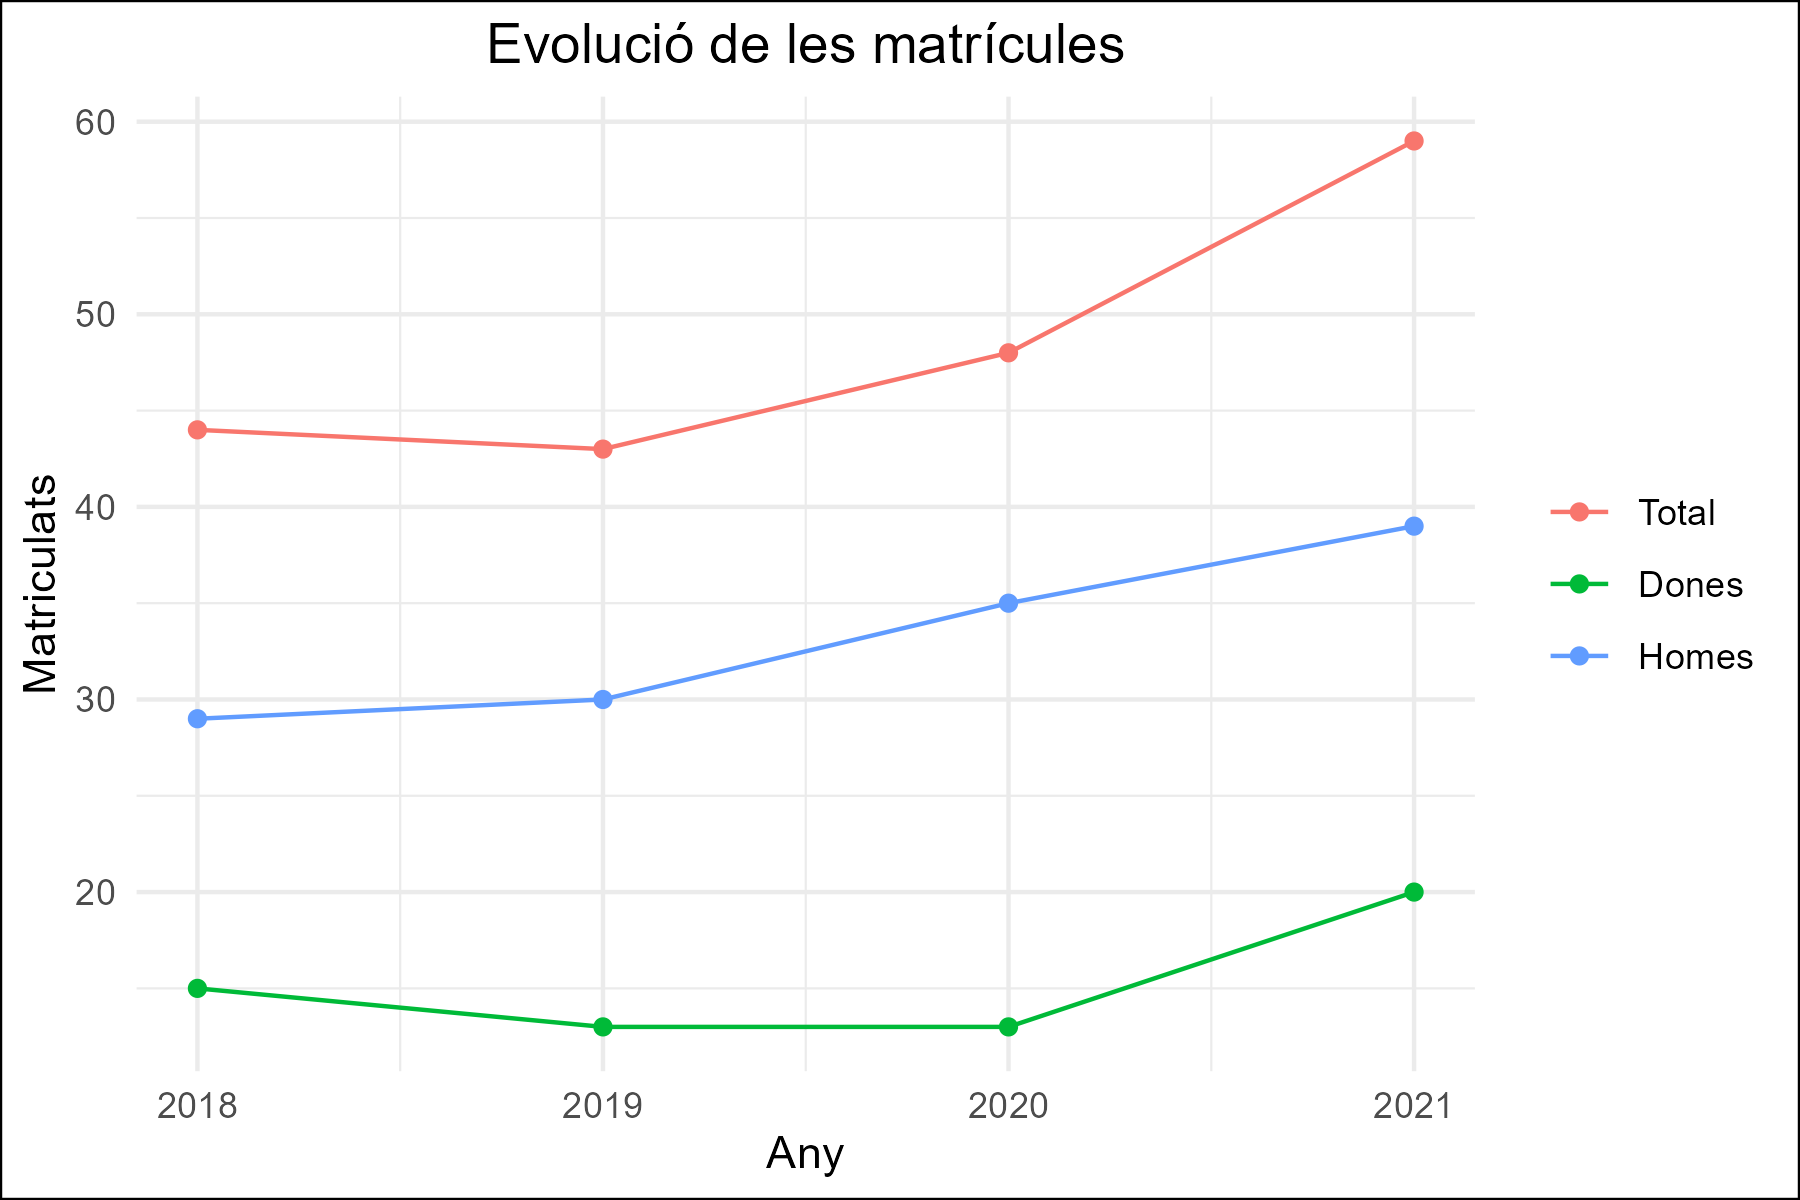 Evolució de les matrícules
60
50
40
30
20
Matriculats
2018 2019 2020 2021
Any
Total
Dones
Homes